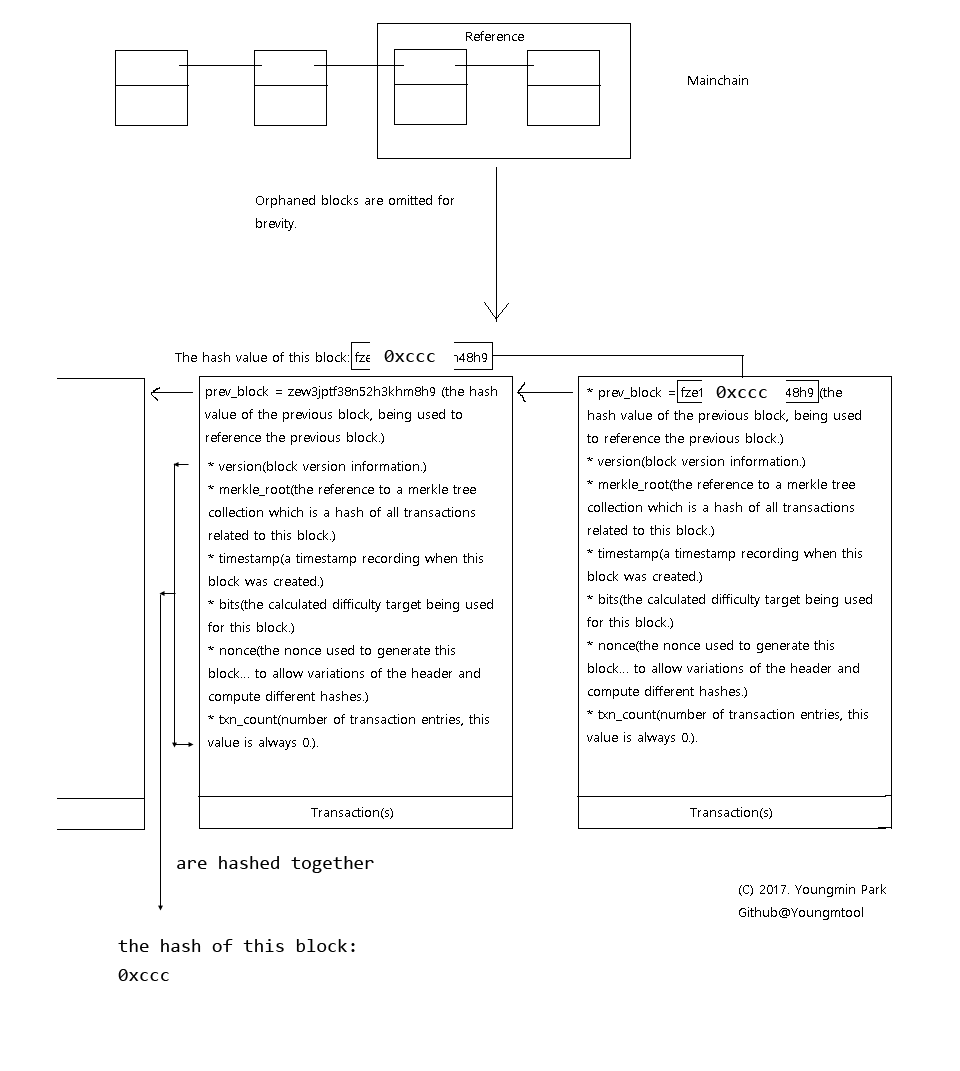 Reference
Mainchain
Orphaned blocks are omitted for
brevity.
The hash value of this block: fze 0xccc 48h9
prev_block = zew3jptf38n52h3khm8h9 (the hash
value of the previous block, being used to
reference the previous block.)
* version(block version information.)
* merkle_root(the reference to a merkle tree
collection which is a hash of all transactions
related to this block.)
* timestamp(a timestamp recording when this
block was created.)
* bits(the calculated difficulty target being used
for this block.)
* nonce(the nonce used to generate this
block... to allow variations of the header and
compute different hashes.)
* txn_count(number of transaction entries, this
value is always 0.).
Transaction(s)
* prev_block = fze1 0xccc 48h9 (the
hash value of the previous block, being used
to reference the previous block.)
* version(block version information.)
* merkle_root(the reference to a merkle tree
collection which is a hash of all transactions
related to this block.)
* timestamp(a timestamp recording when this
block was created.)
* bits(the calculated difficulty target being used
for this block.)
* nonce(the nonce used to generate this
block... to allow variations of the header and
compute different hashes.)
* txn_count(number of transaction entries, this
value is always 0.).
Transaction(s)
are hashed together
the hash of this block:
0xccc
(C) 2017. Youngmin Park
Github@Youngmtool